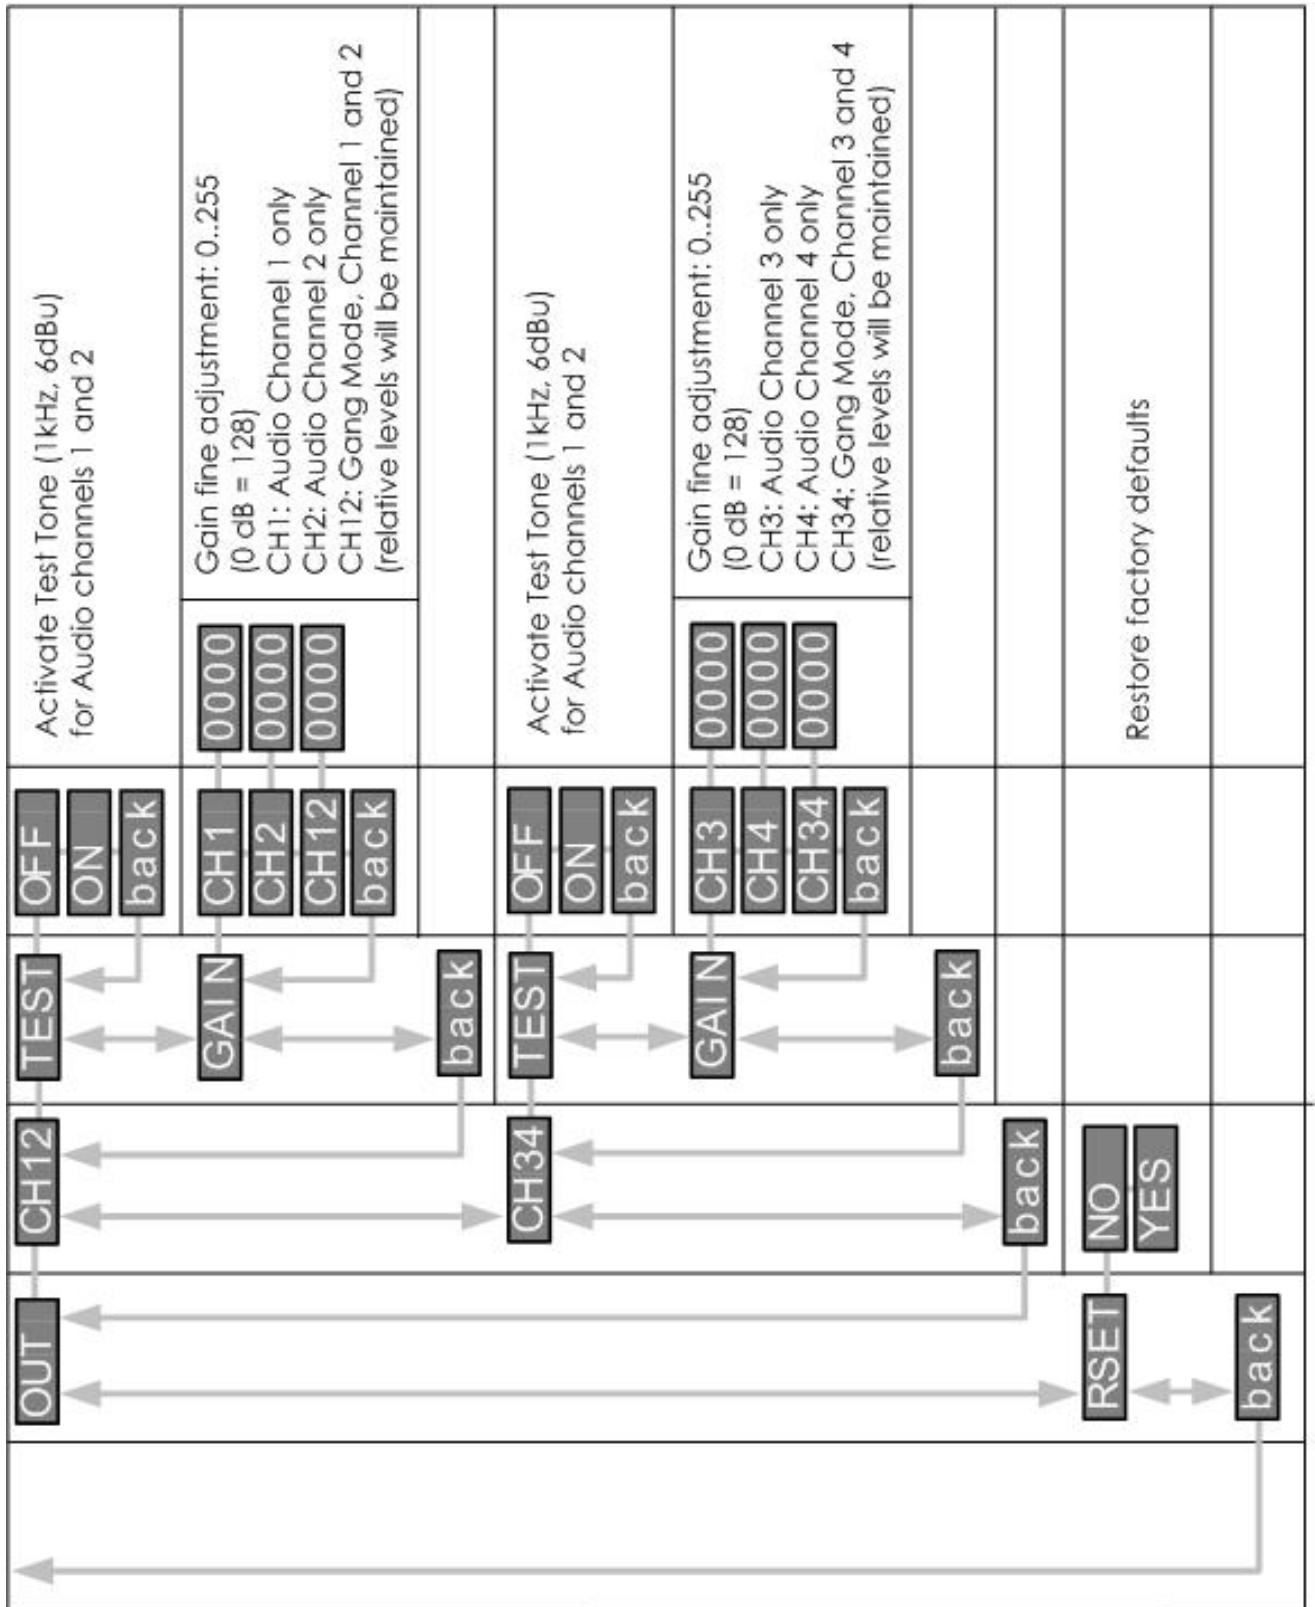 OUT
CH12
TEST
OFF
ON
back
Activate Test Tone (1kHz, 6dBu)
for Audio channels 1 and 2
GAIN
CH1
0000
CH2
0000
CH12
0000
back
Gain fine adjustment: 0..255
(0 dB = 128)
CH1: Audio Channel 1 only
CH2: Audio Channel 2 only
CH12: Gang Mode, Channel 1 and 2
(relative levels will be maintained)
back
CH34
TEST
OFF
ON
back
Activate Test Tone (1kHz, 6dBu)
for Audio channels 1 and 2
GAIN
CH3
0000
CH4
0000
CH34
0000
back
Gain fine adjustment: 0..255
(0 dB = 128)
CH3: Audio Channel 3 only
CH4: Audio Channel 4 only
CH34: Gang Mode, Channel 3 and 4
(relative levels will be maintained)
back
back
RSET
NO
YES
Restore factory defaults
back